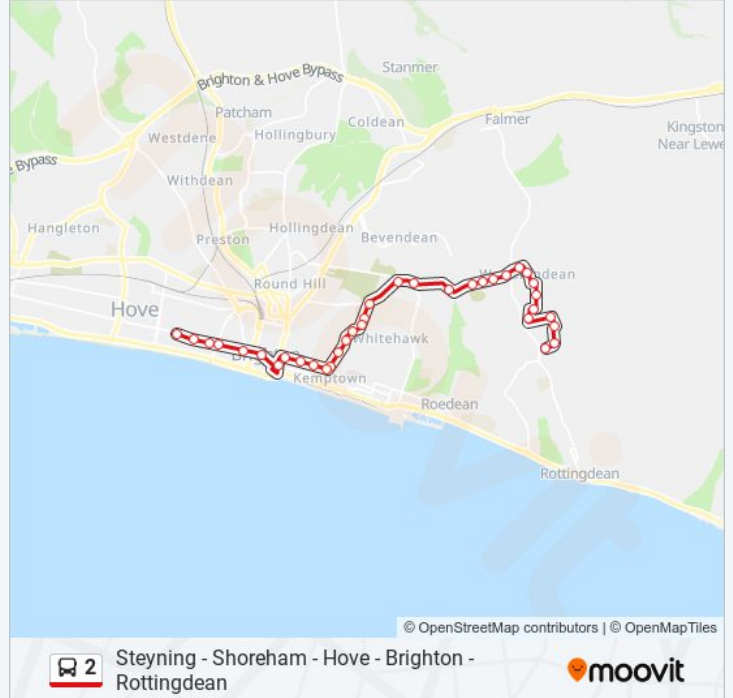 Stanmer
Brighton & Hove Bypass
Patcham
Coldean
Falmer
Hollingbury
Westdene
Kingston
Near Lewe
e Bypass
Withdean
Hangleton
Hollingdean
Preston
Bevendean
Round Hill
Hove
Whitehawk
Kemptown
Roedean
Rottingdean
© OpenStreetMap contributors | © OpenMapTiles
2
Steyning - Shoreham - Hove - Brighton -
Rottingdean
moovit